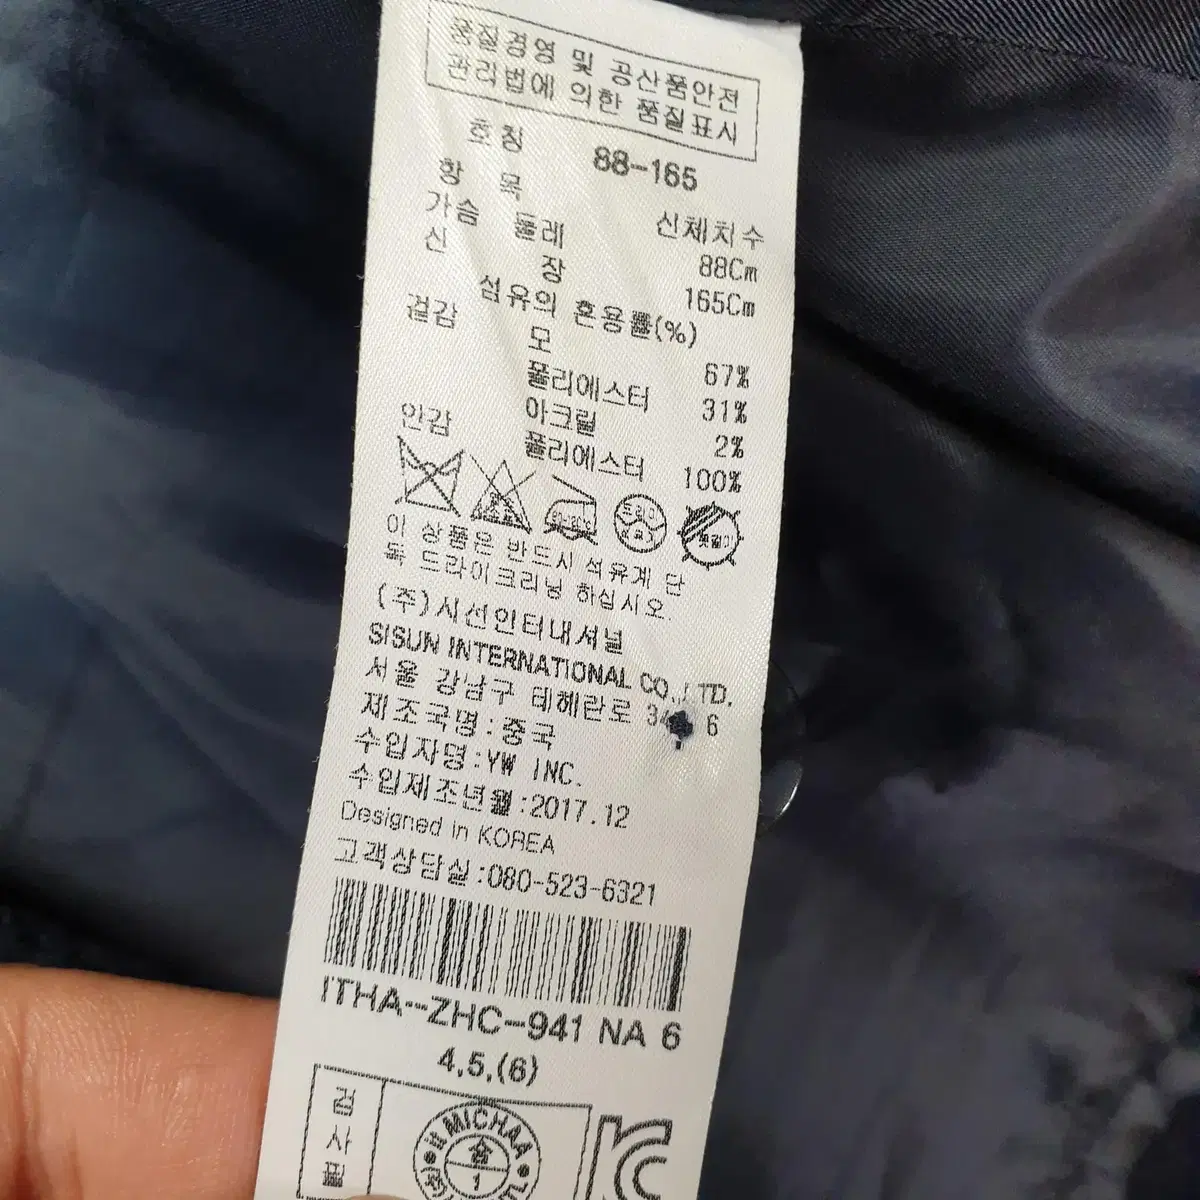 품질경영 및 공산품안전
관리법에 의한 품질표시
호칭 88-165
항 목 신체치수
가슴 둘레 88Cm
신 장 165Cm
섬유의 혼용률(%)
겉감 모 67%
폴리에스터 31%
아크릴 2%
안감 폴리에스터 100%
드라이
옷걸이
이 상품은 반드시 석유계 단
독 드라이크리닝 하십시오.
(주)시선인터내셔널
SISUN INTERNATIONAL CO.,LTD.
서울 강남구 테헤란로 6
제조국명:중국
수입자명:YW INC.
수입제조년월:2017.12
Designed in KOREA
고객상담실:080-523-6321
ITHA-ZHC-941 NA 6
4,5,(6)
검사필
MICHAA
합
1